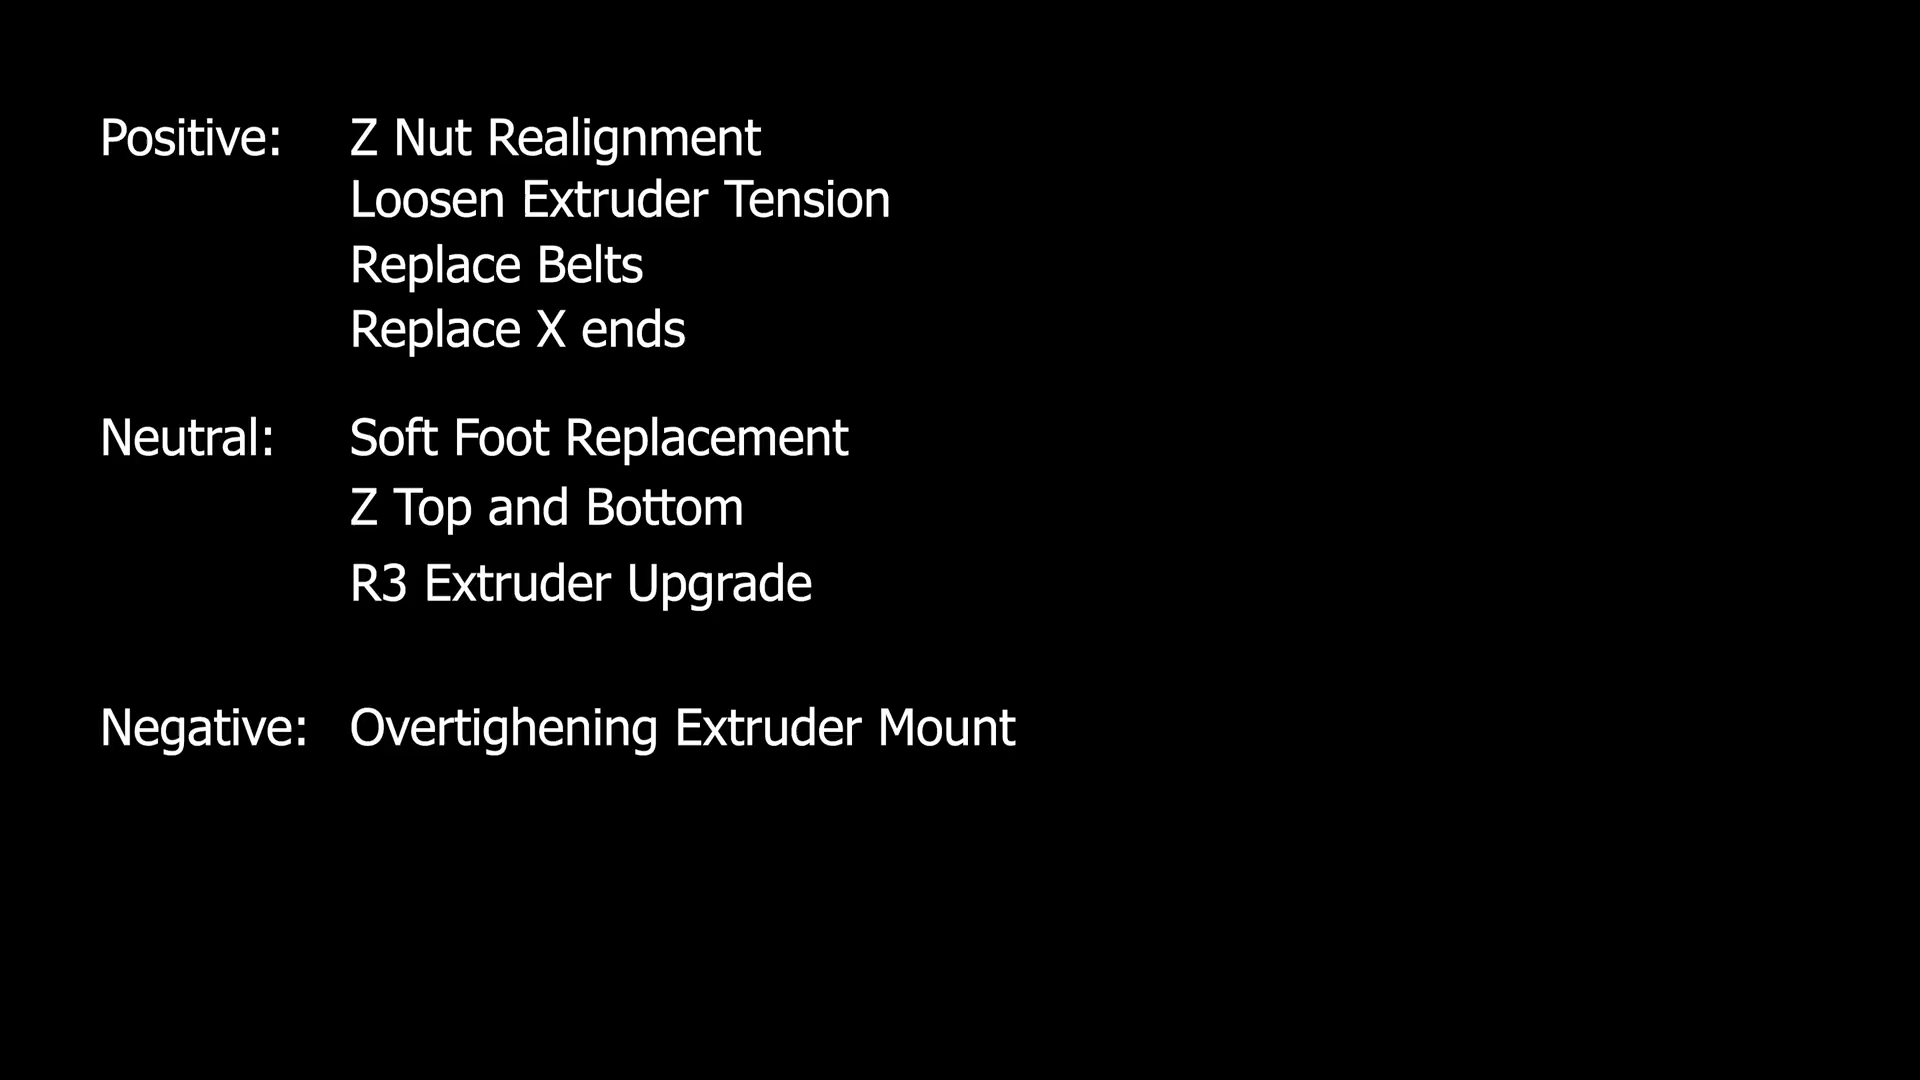 Positive: Z Nut Realignment
Loosen Extruder Tension
Replace Belts
Replace X ends
Neutral: Soft Foot Replacement
Z Top and Bottom
R3 Extruder Upgrade
Negative: Overtighening Extruder Mount